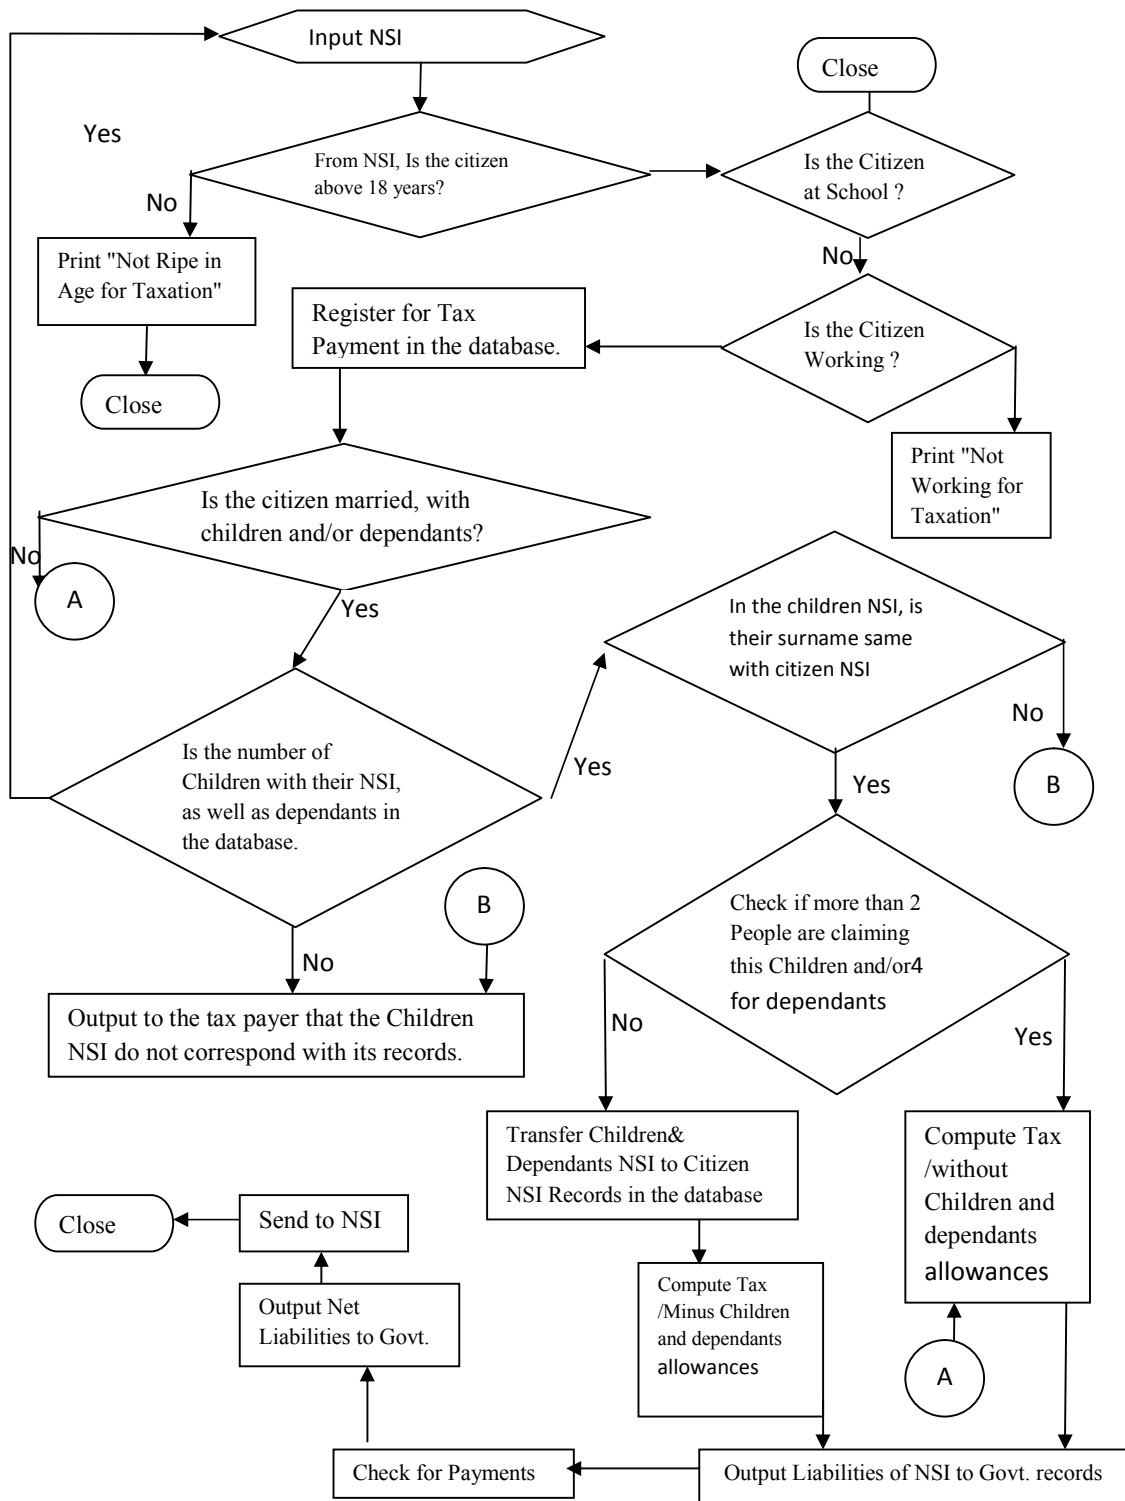 Input NSI
Close
Yes
From NSI, Is the citizen
above 18 years?
Is the Citizen
at School ?
No
Print "Not Ripe in
Age for Taxation"
Close
No
Register for Tax
Payment in the database.
Is the Citizen
Working ?
Print "Not
Working for
Taxation"
Is the citizen married, with
children and/or dependants?
No
A
Yes
In the children NSI, is
their surname same
with citizen NSI
No
B
Is the number of
Children with their NSI,
as well as dependants in
the database.
Yes
Yes
B
No
Output to the tax payer that the Children
NSI do not correspond with its records.
Check if more than 2
People are claiming
this Children and/or4
for dependants
No
Yes
Transfer Children&
Dependants NSI to Citizen
NSI Records in the database
Compute Tax
/without
Children and
dependants
allowances
Close
Send to NSI
Output Net
Liabilities to Govt.
Compute Tax
/Minus Children
and dependants
allowances
A
Check for Payments
Output Liabilities of NSI to Govt. records